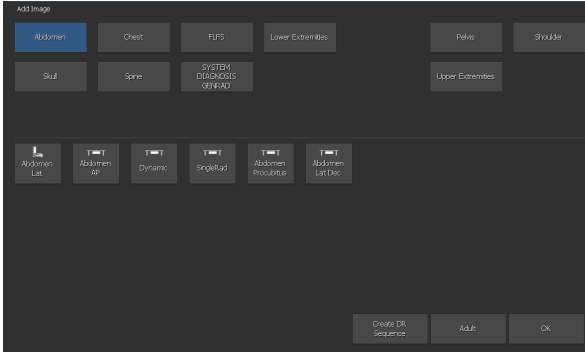 Add Image
Abdomen
Chest
FLFS
Lower Extremities
Pelvis
Shoulder
Skull
Spine
SYSTEM
DIAGNOSIS
GENRAD
Upper Extremities
Abdomen
Lat
Abdomen
AP
Dynamic
SingleRad
Abdomen
Procubitus
Abdomen
Lat Dec
Create DR
Sequence
Adult
OK